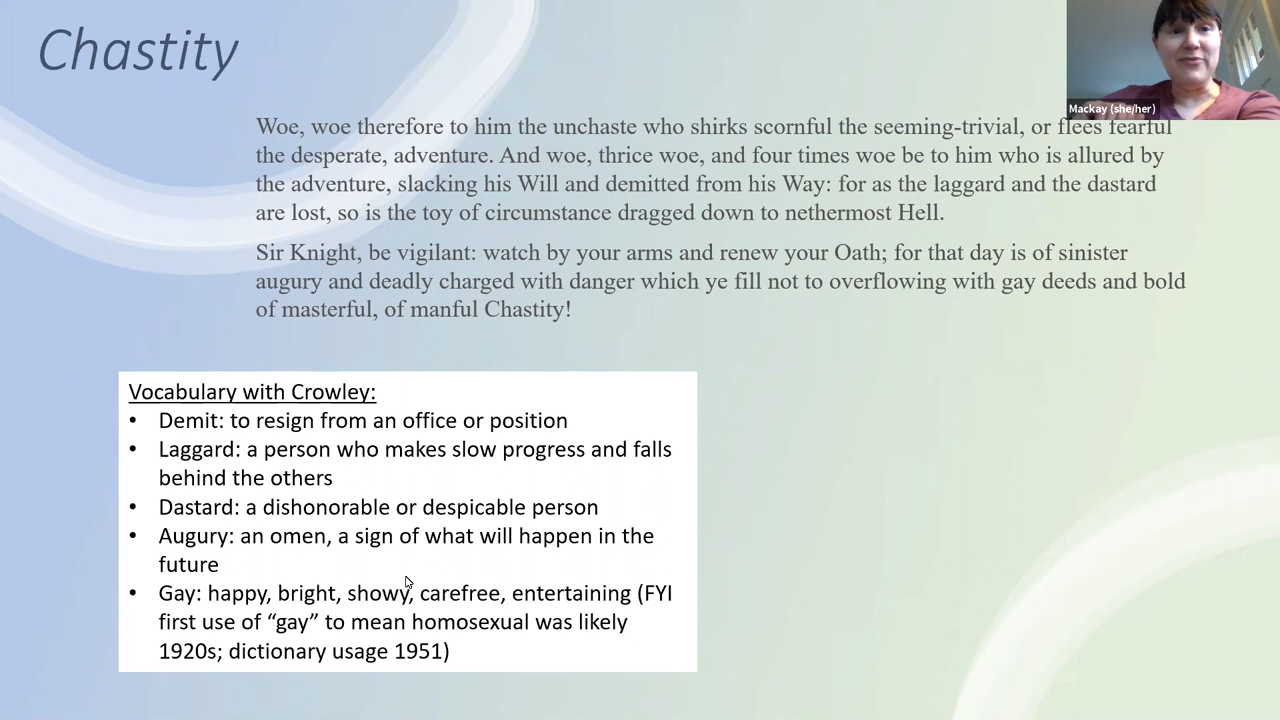 Chastity
Mackay (she/her)
Woe, woe therefore to him the unchaste who shirks scornful the seeming-trivial, or flees fearful
the desperate, adventure. And woe, thrice woe, and four times woe be to him who is allured by
the adventure, slacking his Will and demitted from his Way: for as the laggard and the dastard
are lost, so is the toy of circumstance dragged down to nethermost Hell.
Sir Knight, be vigilant: watch by your arms and renew your Oath; for that day is of sinister
augury and deadly charged with danger which ye fill not to overflowing with gay deeds and bold
of masterful, of manful Chastity!
Vocabulary with Crowley:
• Demit: to resign from an office or position
• Laggard: a person who makes slow progress and falls
behind the others
• Dastard: a dishonorable or despicable person
• Augury: an omen, a sign of what will happen in the
future
• Gay: happy, bright, showy, carefree, entertaining (FYI
first use of “gay” to mean homosexual was likely
1920s; dictionary usage 1951)